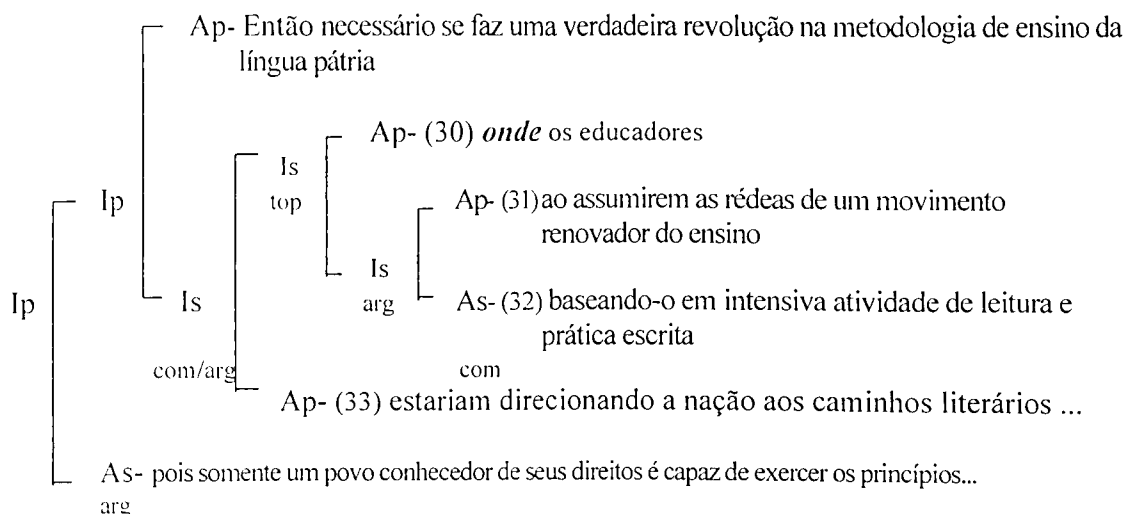 Ap- Então necessário se faz uma verdadeira revolução na metodologia de ensino da
língua pátria
Ap- (30) onde os educadores
Is
top
Ap- (31) ao assumirem as rédeas de um movimento
renovador do ensino
Ip
Is
arg
As- (32) baseando-o em intensiva atividade de leitura e
prática escrita
Ip
Is
com/arg
com
Ap- (33) estariam direcionando a nação aos caminhos literários ...
As- pois somente um povo conhecedor de seus direitos é capaz de exercer os princípios...
arg